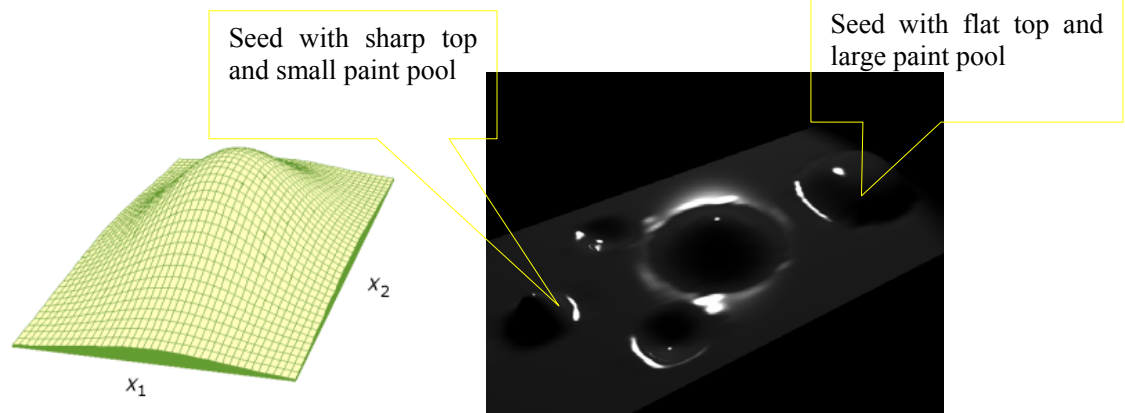 Seed with sharp top
and small paint pool
Seed with flat top and
large paint pool
x₂
x₁